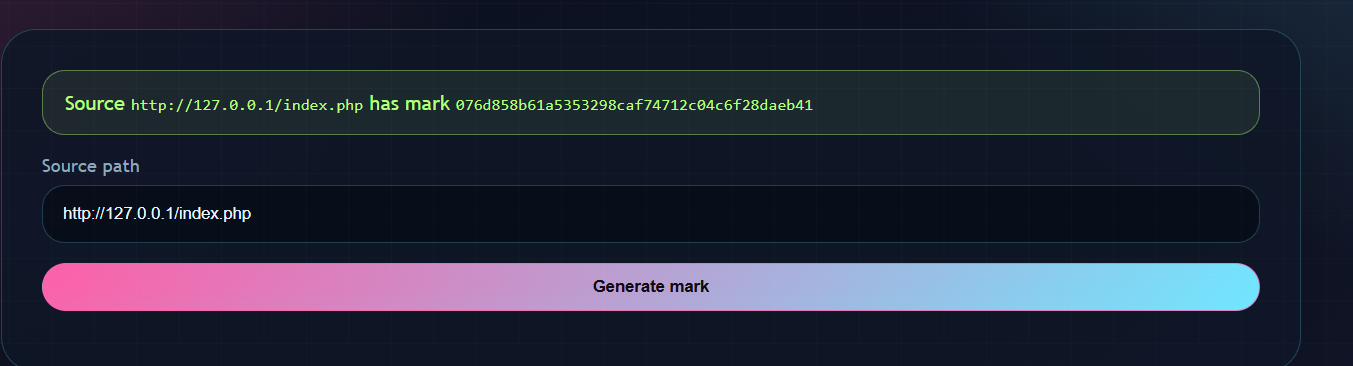 Source http://127.0.0.1/index.php has mark 076d858b61a5353298caf74712c04c6f28daeb41
Source path
http://127.0.0.1/index.php
Generate mark